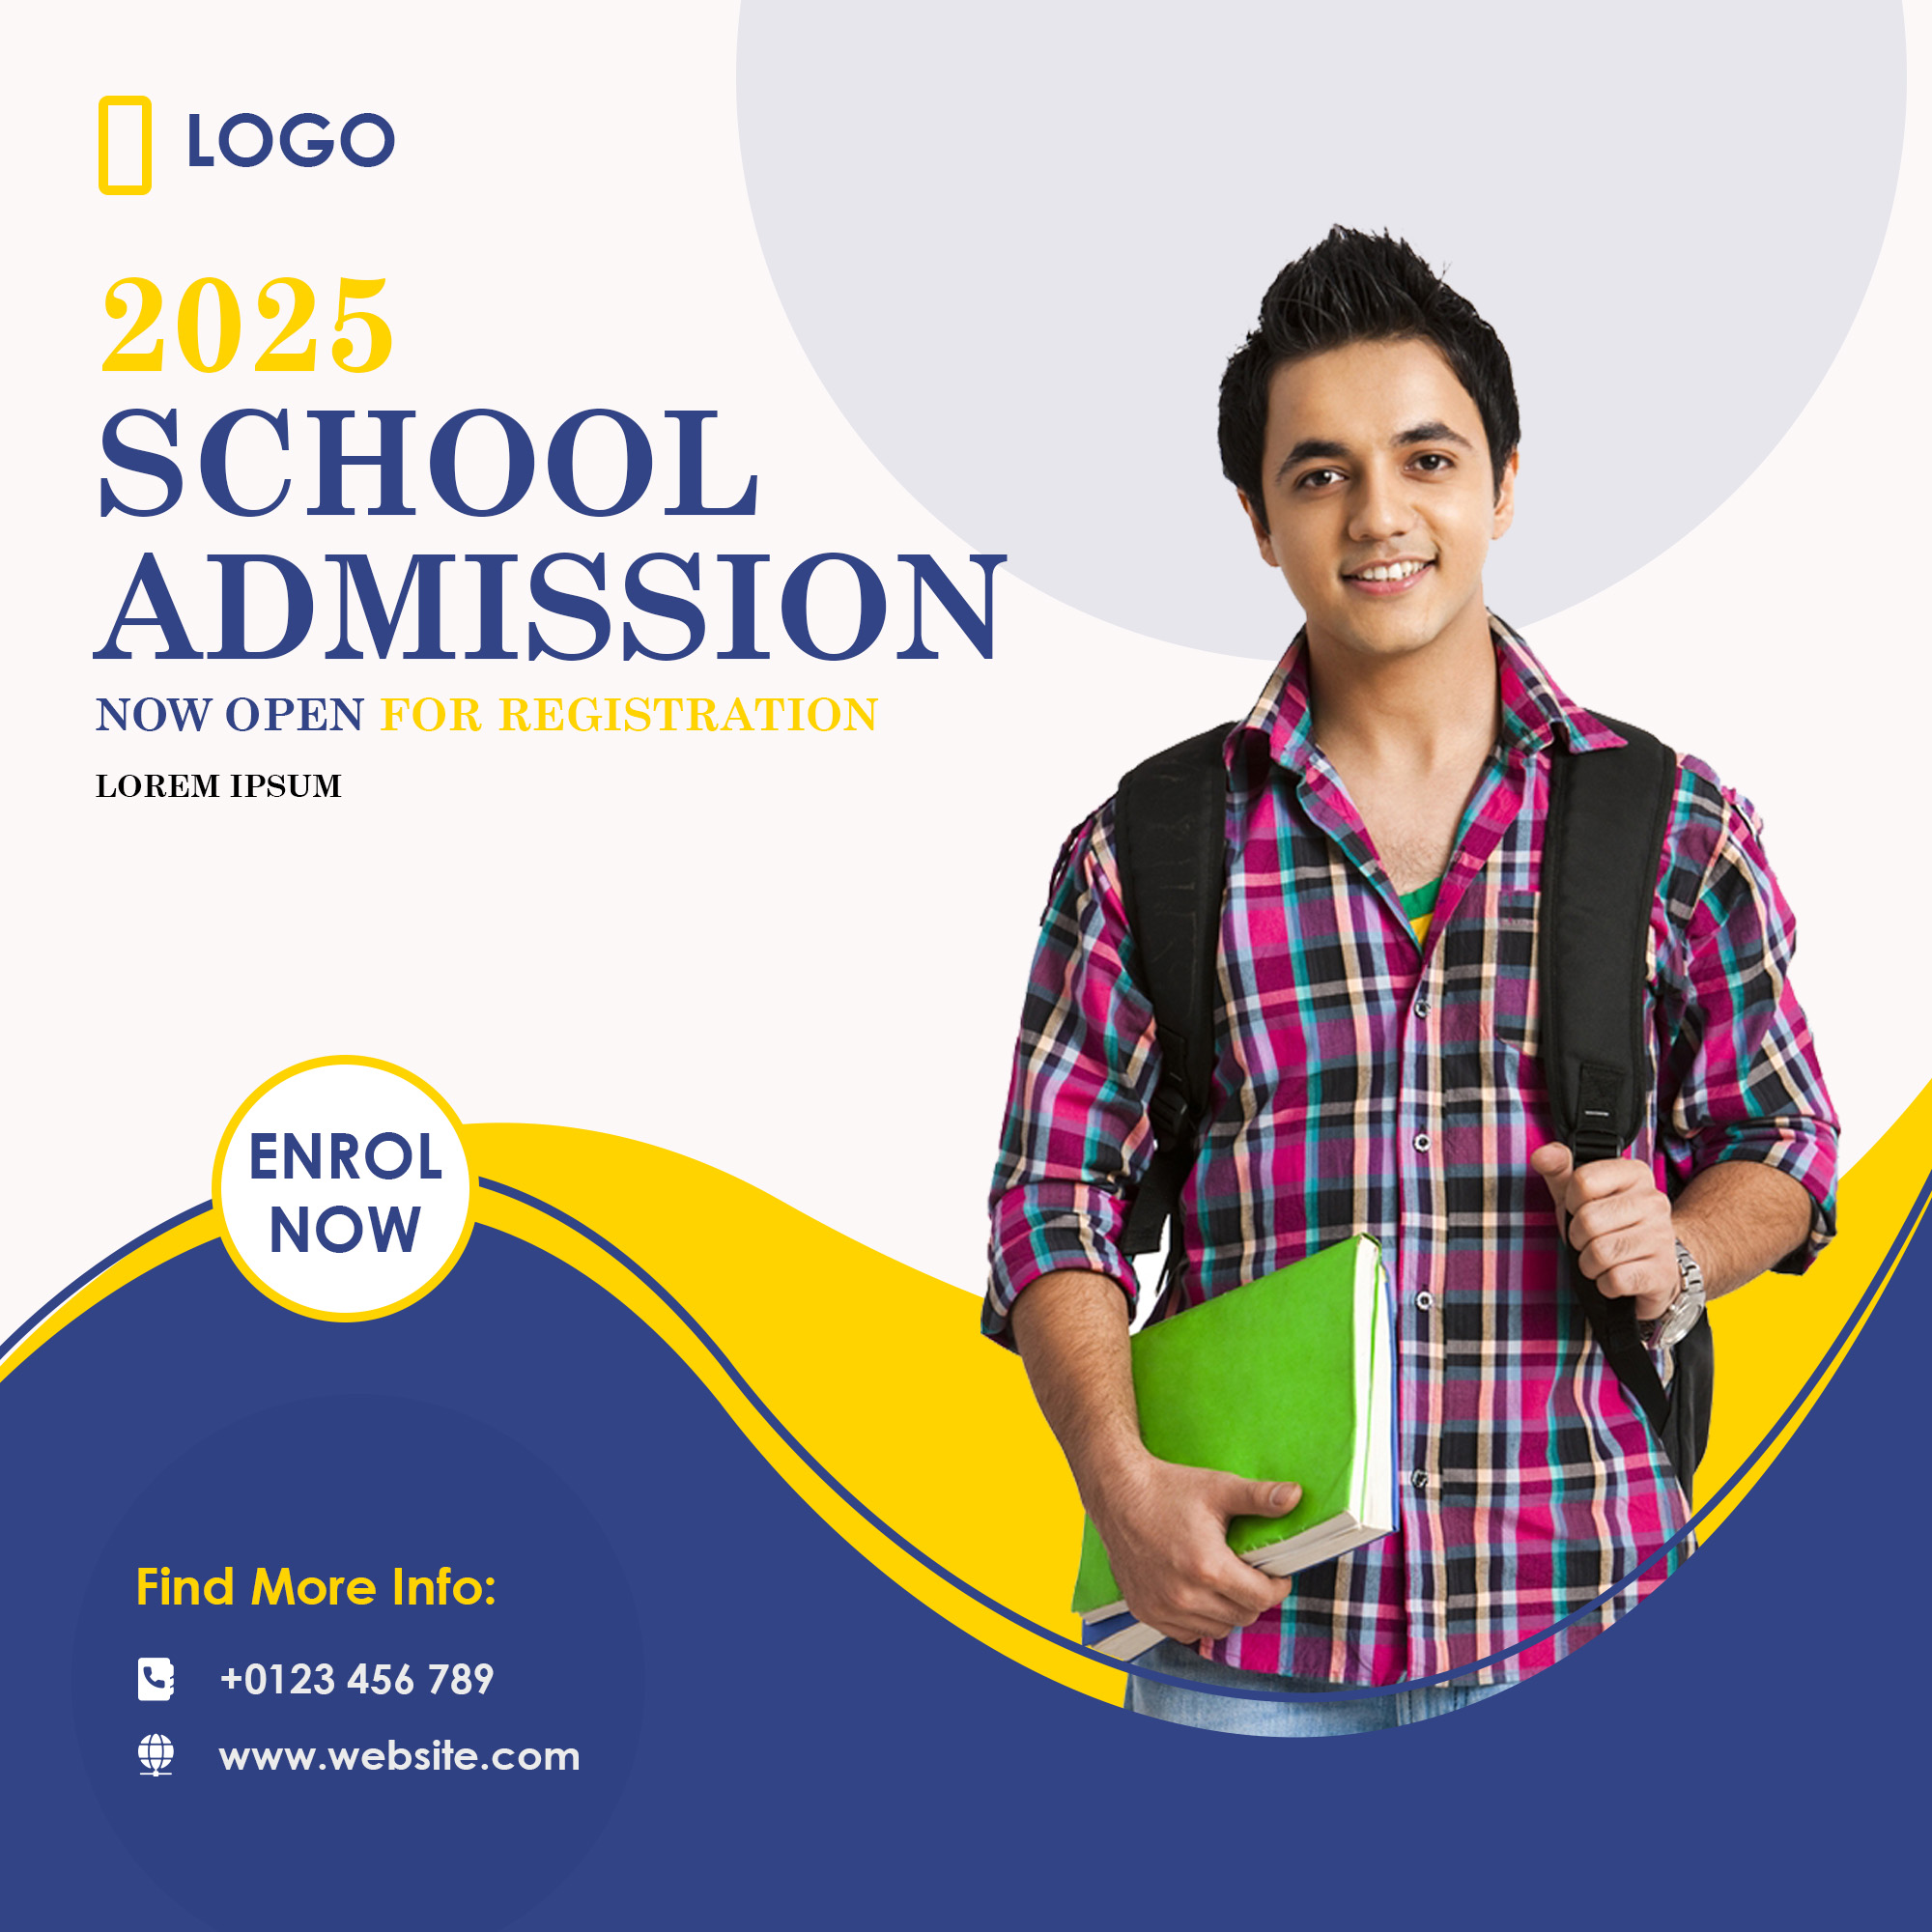 LOGO
2025
SCHOOL
ADMISSION
NOW OPEN FOR REGISTRATION
LOREM IPSUM
ENROL
NOW
Find More Info:
+0123 456 789
www.website.com